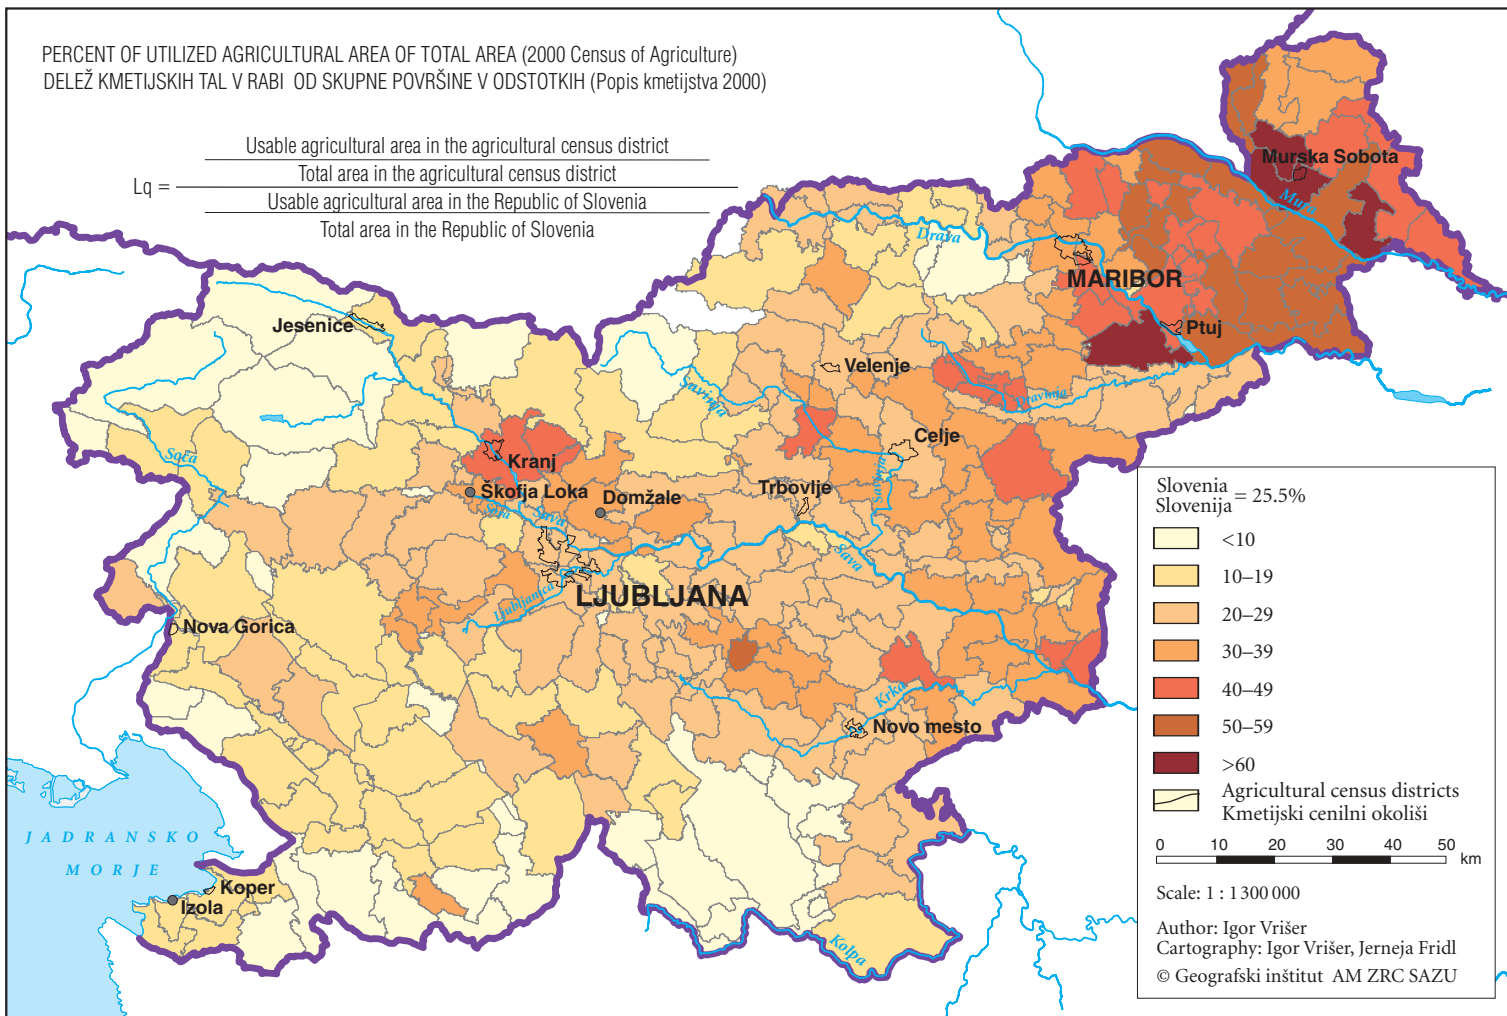 PERCENT OF UTILIZED AGRICULTURAL AREA OF TOTAL AREA (2000 Census of Agriculture)
DELEŽ KMETIJSKIH TAL V RABI OD SKUPNE POVRŠINE V ODSTOTKIH (Popis kmetijstva 2000)
Usable agricultural area in the agricultural census district
Total area in the agricultural census district
Lq =
Usable agricultural area in the Republic of Slovenia
Total area in the Republic of Slovenia
Murska Sobota
Mura
Drava
MARIBOR
Jesenice
Ptuj
Velenje
Savinja
Dravinja
Celje
Soča
Kranj
Savinja
Škofja Loka
Domžale
Trbovlje
Sora
Sava
Sava
LJUBLJANA
Ljubljanica
Nova Gorica
Krka
Novo mesto
JADRANSKO
MORJE
Koper
Izola
Kolpa
Slovenia
Slovenija = 25.5%
<10
10–19
20–29
30–39
40–49
50–59
>60
Agricultural census districts
Kmetijski cenilni okoliši
0 10 20 30 40 50 km
Scale: 1 : 1 300 000
Author: Igor Vrišer
Cartography: Igor Vrišer, Jerneja Fridl
© Geografski inštitut AM ZRC SAZU